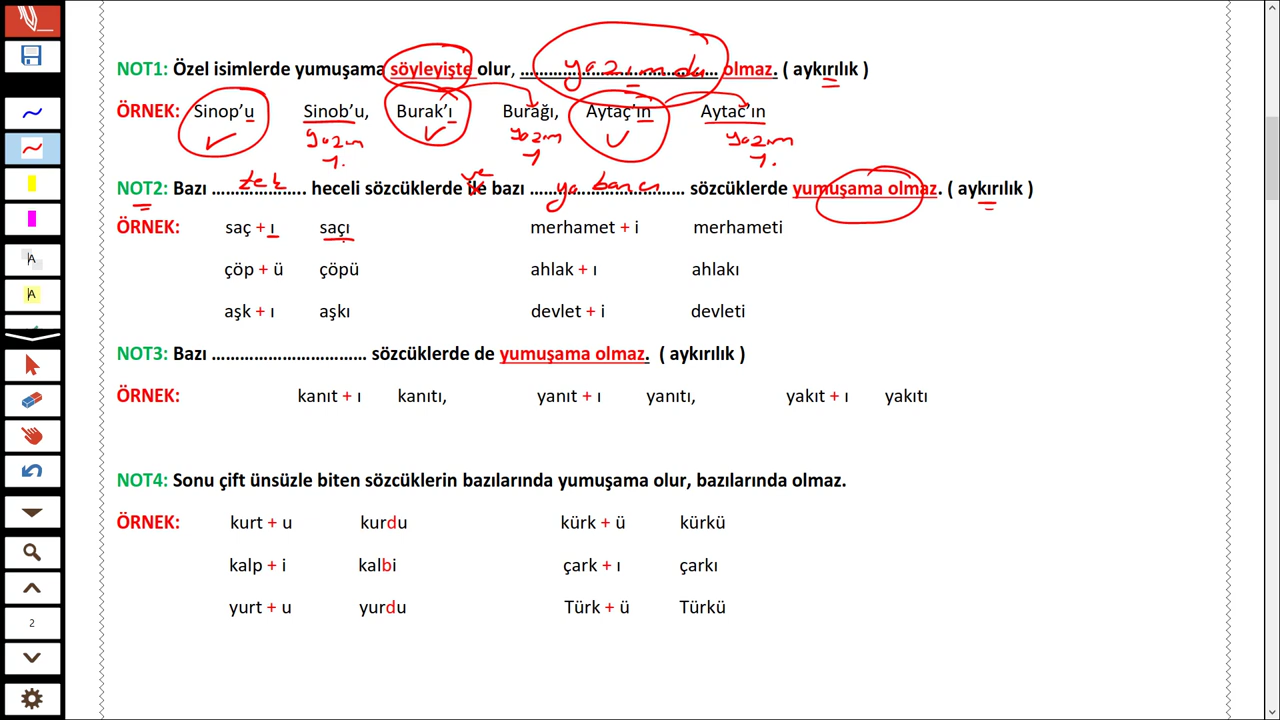 NOT1: Özel isimlerde yumuşama söyleyişte olur, yazımda olmaz. ( aykırılık )
ÖRNEK: Sinop’u Sinob’u, Burak’ı Burağı, Aytaç’ın Aytac’ın
yazım yazım yazım
Y. Y Y.
NOT2: Bazı tek heceli sözcüklerde ile ve bazı yabancı sözcüklerde yumuşama olmaz. ( aykırılık )
ÖRNEK: saç + ı saçı merhamet + i merhameti
çöp + ü çöpü ahlak + ı ahlakı
aşk + ı aşkı devlet + i devleti
NOT3: Bazı ................................. sözcüklerde de yumuşama olmaz. ( aykırılık )
ÖRNEK: kanıt + ı kanıtı, yanıt + ı yanıtı, yakıt + ı yakıtı
NOT4: Sonu çift ünsüzle biten sözcüklerin bazılarında yumuşama olur, bazılarında olmaz.
ÖRNEK: kurt + u kurdu kürk + ü kürkü
kalp + i kalbi çark + ı çarkı
yurt + u yurdu Türk + ü Türkü
A
A
2